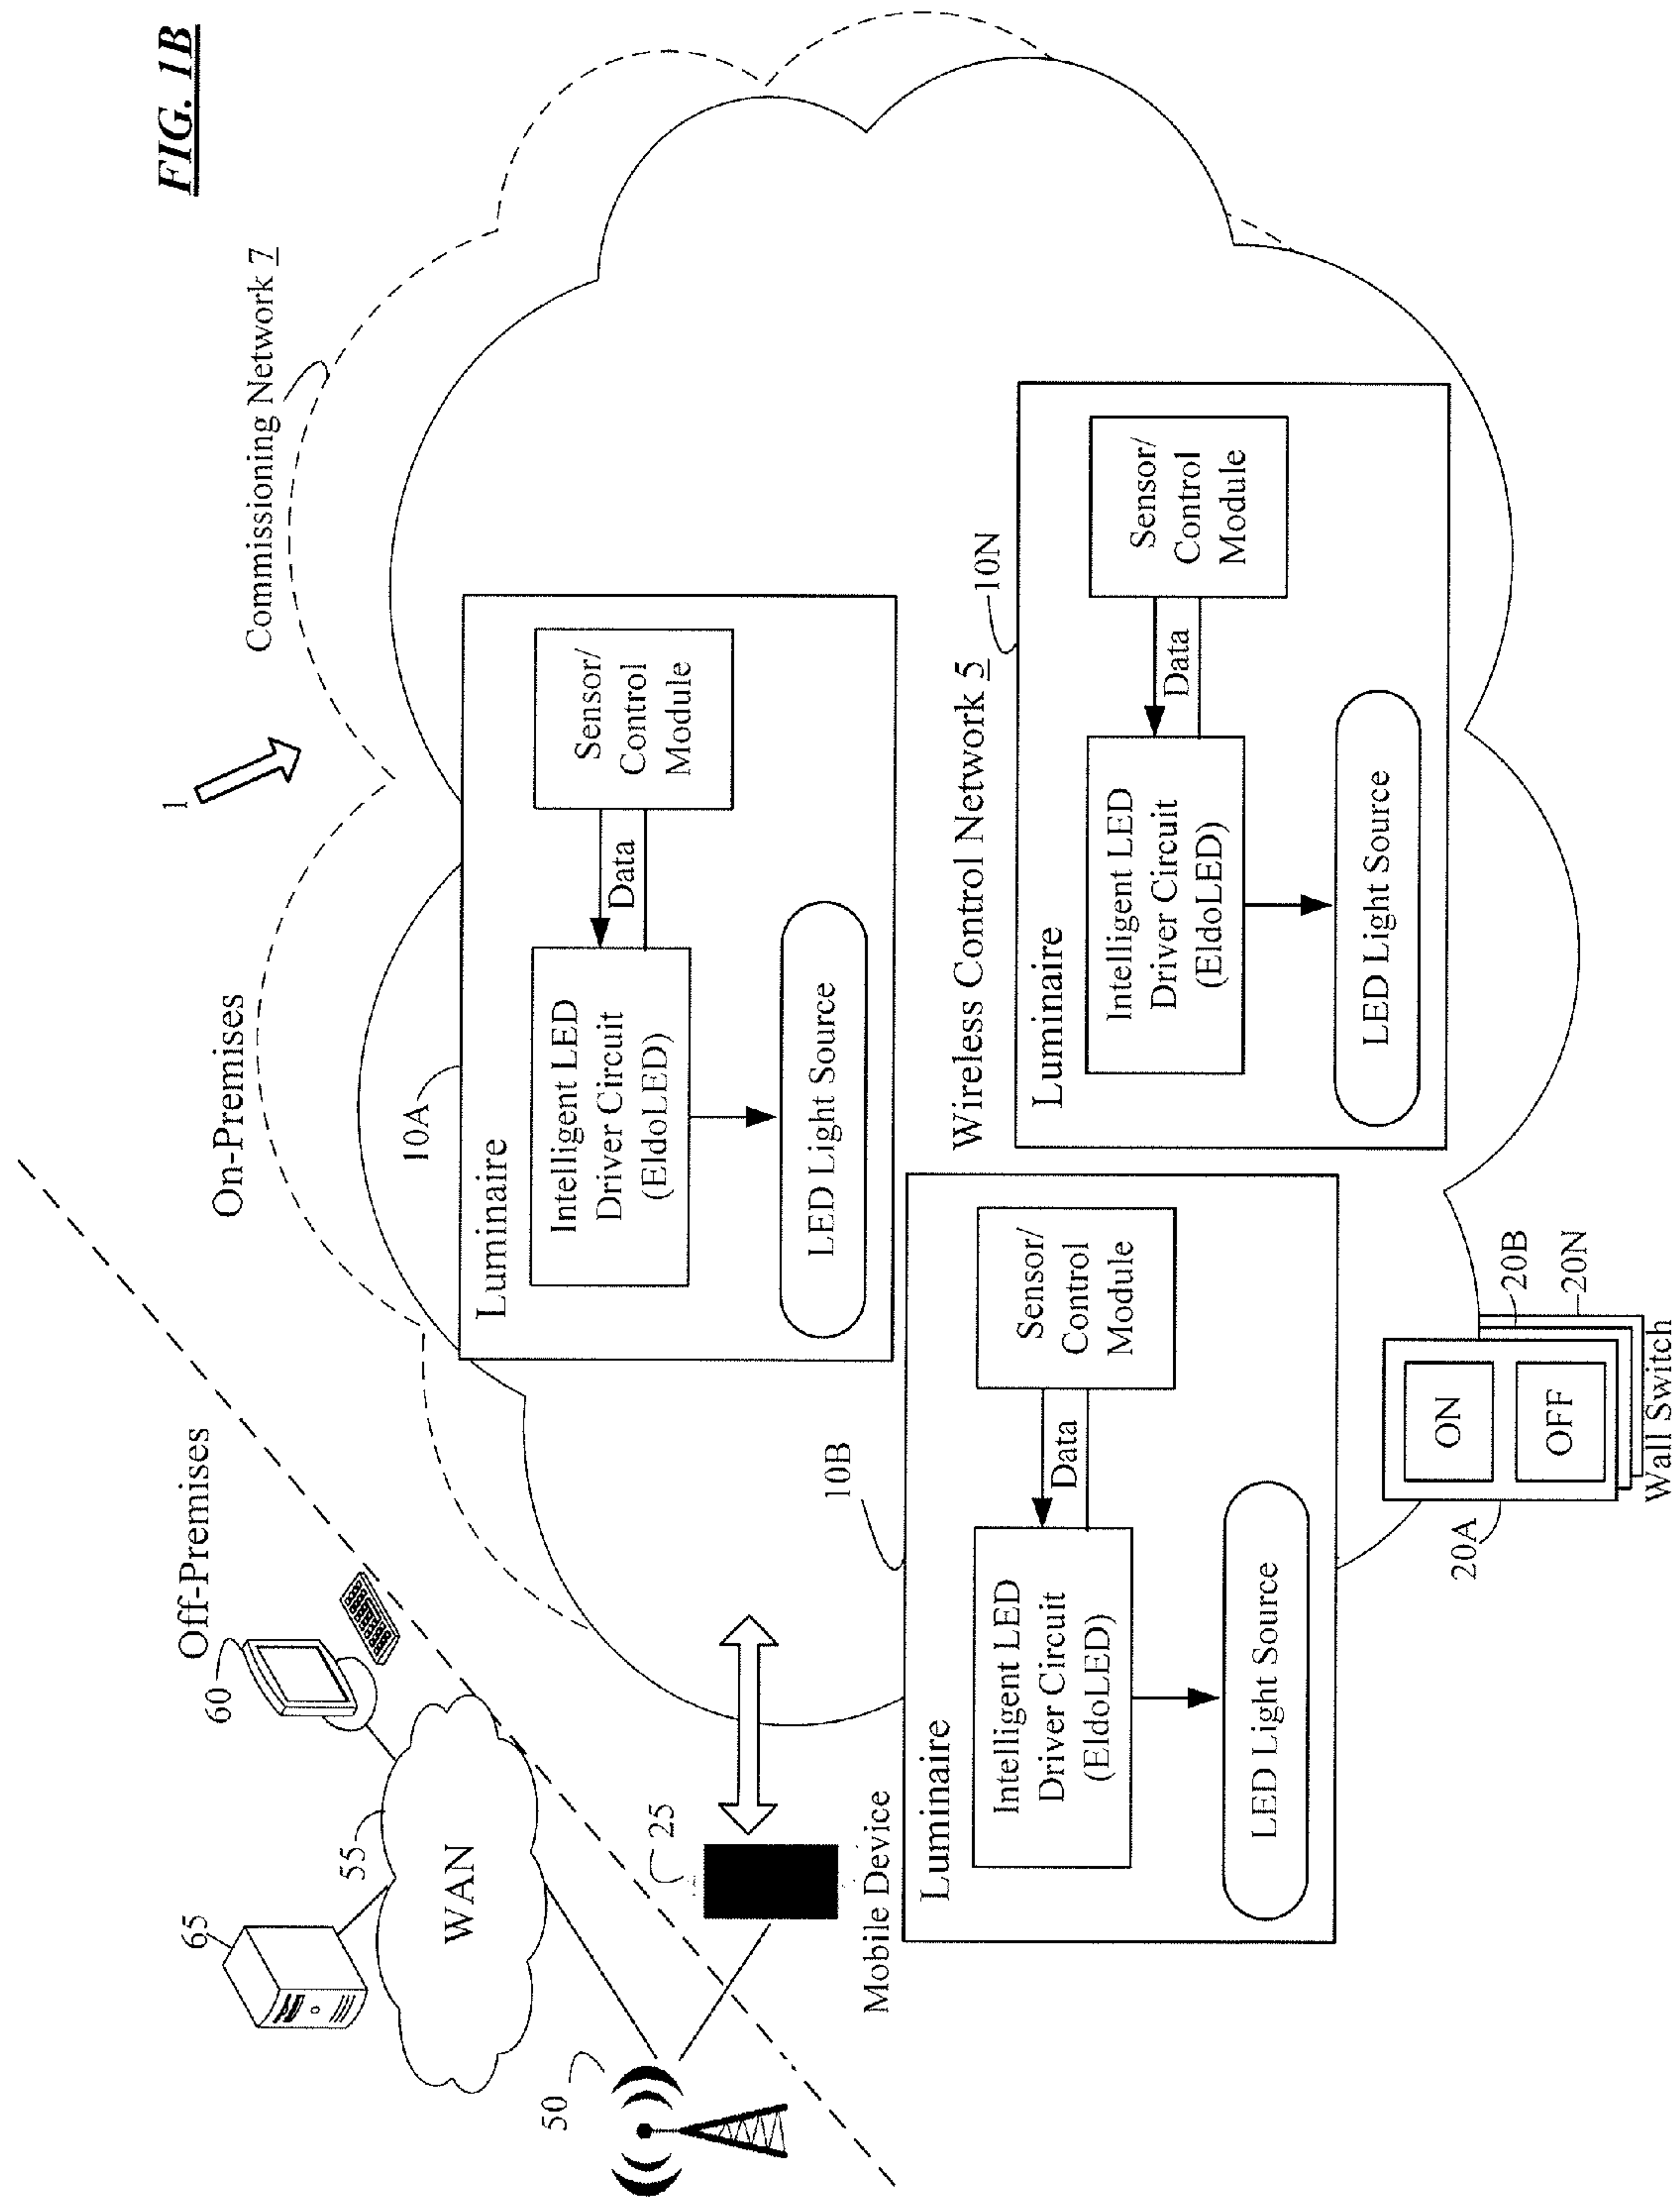 FIG. 1B
1
Off-Premises
On-Premises
Commissioning Network 7
65
60
55
WAN
50
25
Mobile Device
10A
Luminaire
Intelligent LED
Driver Circuit
(EldoLED)
Data
Sensor/
Control
Module
LED Light Source
10B
Luminaire
Intelligent LED
Driver Circuit
(EldoLED)
Data
Sensor/
Control
Module
LED Light Source
Wireless Control Network 5
10N
Luminaire
Intelligent LED
Driver Circuit
(EldoLED)
Data
Sensor/
Control
Module
LED Light Source
20A
ON
OFF
20B
20N
Wall Switch